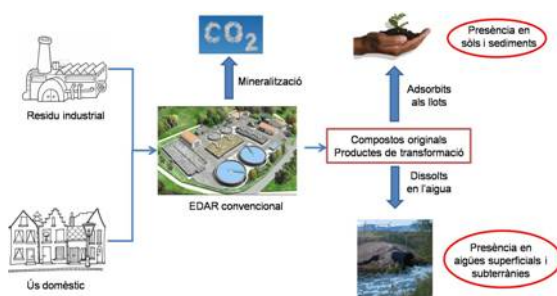 CO2
Mineralització
Residu industrial
EDAR convencional
Ús domèstic
Presència en
sòls i sediments
Adsorbits
als llots
Compostos originals
Productes de transformació
Dissolts
en l'aigua
Presència en
aigües superficials i
subterrànies